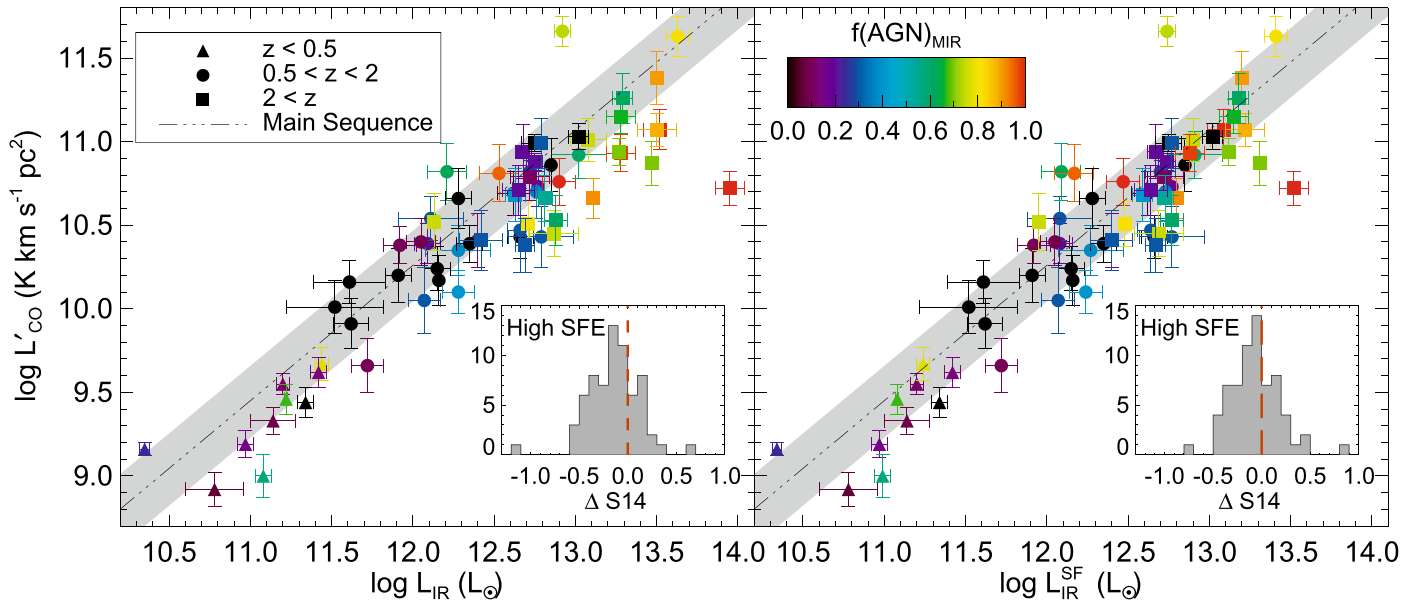 log L′CO (K km s-1 pc2)
11.5
11.0
10.5
10.0
9.5
9.0
z < 0.5
0.5 < z < 2
2 < z
Main Sequence
High SFE
15
10
5
0
-1.0 -0.5 0.0 0.5 1.0
Δ S14
10.5 11.0 11.5 12.0 12.5 13.0 13.5 14.0
log LIR (L☉)
f(AGN)MIR
0.0 0.2 0.4 0.6 0.8 1.0
High SFE
15
10
5
0
-1.0 -0.5 0.0 0.5 1.0
Δ S14
10.5 11.0 11.5 12.0 12.5 13.0 13.5 14.0
log LIRSF (L☉)